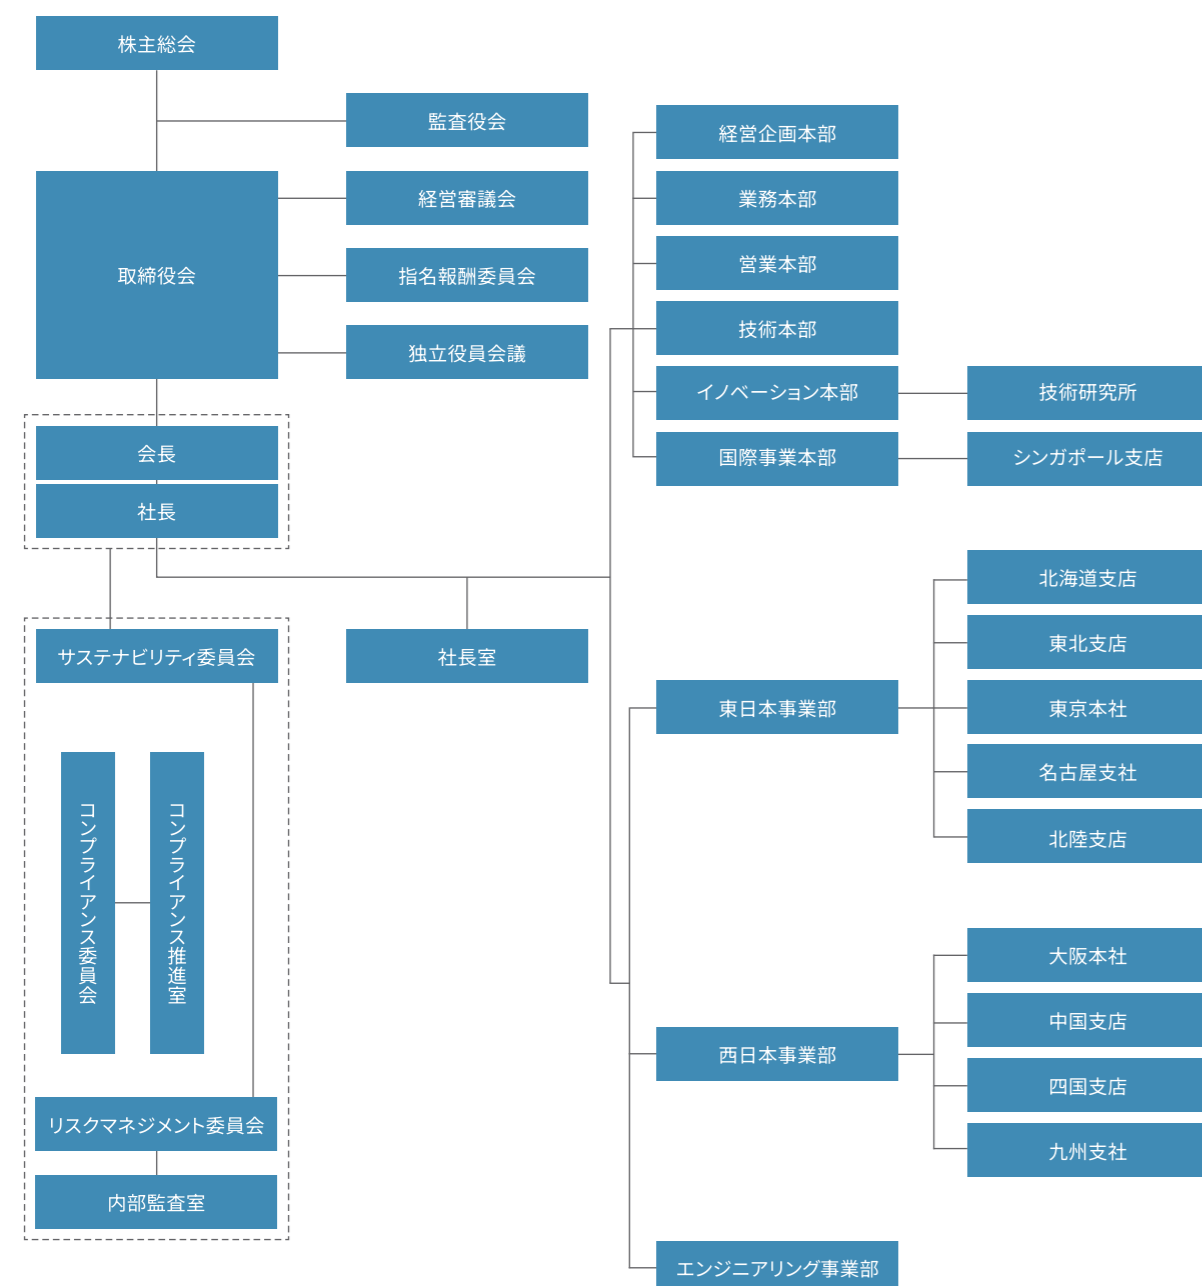 株主総会
監査役会
取締役会
経営審議会
指名報酬委員会
独立役員会議
会長
社長
サステナビリティ委員会
コンプライアンス委員会
コンプライアンス推進室
リスクマネジメント委員会
内部監査室
社長室
経営企画本部
業務本部
営業本部
技術本部
イノベーション本部
技術研究所
国際事業本部
シンガポール支店
東日本事業部
北海道支店
東北支店
東京本社
名古屋支社
北陸支店
西日本事業部
大阪本社
中国支店
四国支店
九州支社
エンジニアリング事業部